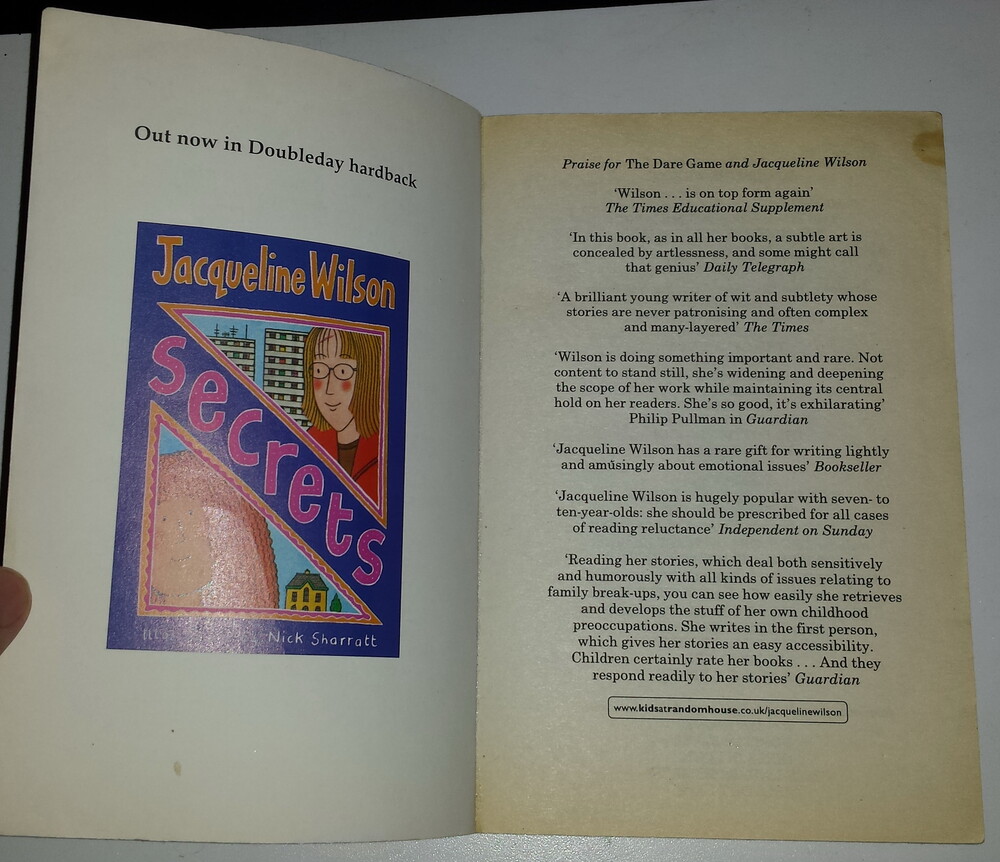 Out now in Doubleday hardback
Jacqueline Wilson
secrets
Nick Sharratt
Praise for The Dare Game and Jacqueline Wilson
‘Wilson . . . is on top form again’
The Times Educational Supplement
‘In this book, as in all her books, a subtle art is
concealed by artlessness, and some might call
that genius’ Daily Telegraph
‘A brilliant young writer of wit and subtlety whose
stories are never patronising and often complex
and many-layered’ The Times
‘Wilson is doing something important and rare. Not
content to stand still, she’s widening and deepening
the scope of her work while maintaining its central
hold on her readers. She’s so good, it’s exhilarating’
Philip Pullman in Guardian
‘Jacqueline Wilson has a rare gift for writing lightly
and amusingly about emotional issues’ Bookseller
‘Jacqueline Wilson is hugely popular with seven- to
ten-year-olds: she should be prescribed for all cases
of reading reluctance’ Independent on Sunday
‘Reading her stories, which deal both sensitively
and humorously with all kinds of issues relating to
family break-ups, you can see how easily she retrieves
and develops the stuff of her own childhood
preoccupations. She writes in the first person,
which gives her stories an easy accessibility.
Children certainly rate her books . . . And they
respond readily to her stories’ Guardian
www.kidsatrandomhouse.co.uk/jacquelinewilson